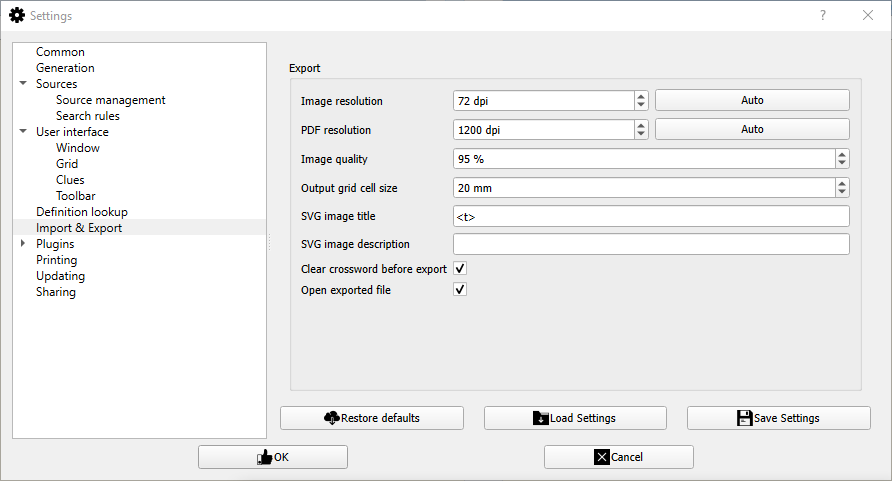 Settings
?
Common
Generation
Sources
Source management
Search rules
User interface
Window
Grid
Clues
Toolbar
Definition lookup
Import & Export
Plugins
Printing
Updating
Sharing
Export
Image resolution 72 dpi Auto
PDF resolution 1200 dpi Auto
Image quality 95 %
Output grid cell size 20 mm
SVG image title <t>
SVG image description
Clear crossword before export
Open exported file
Restore defaults Load Settings Save Settings
OK Cancel